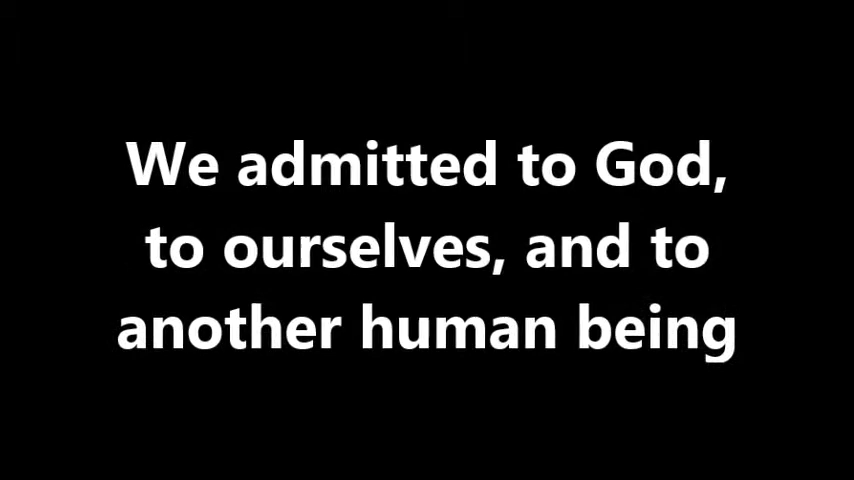 We admitted to God,
to ourselves, and to
another human being